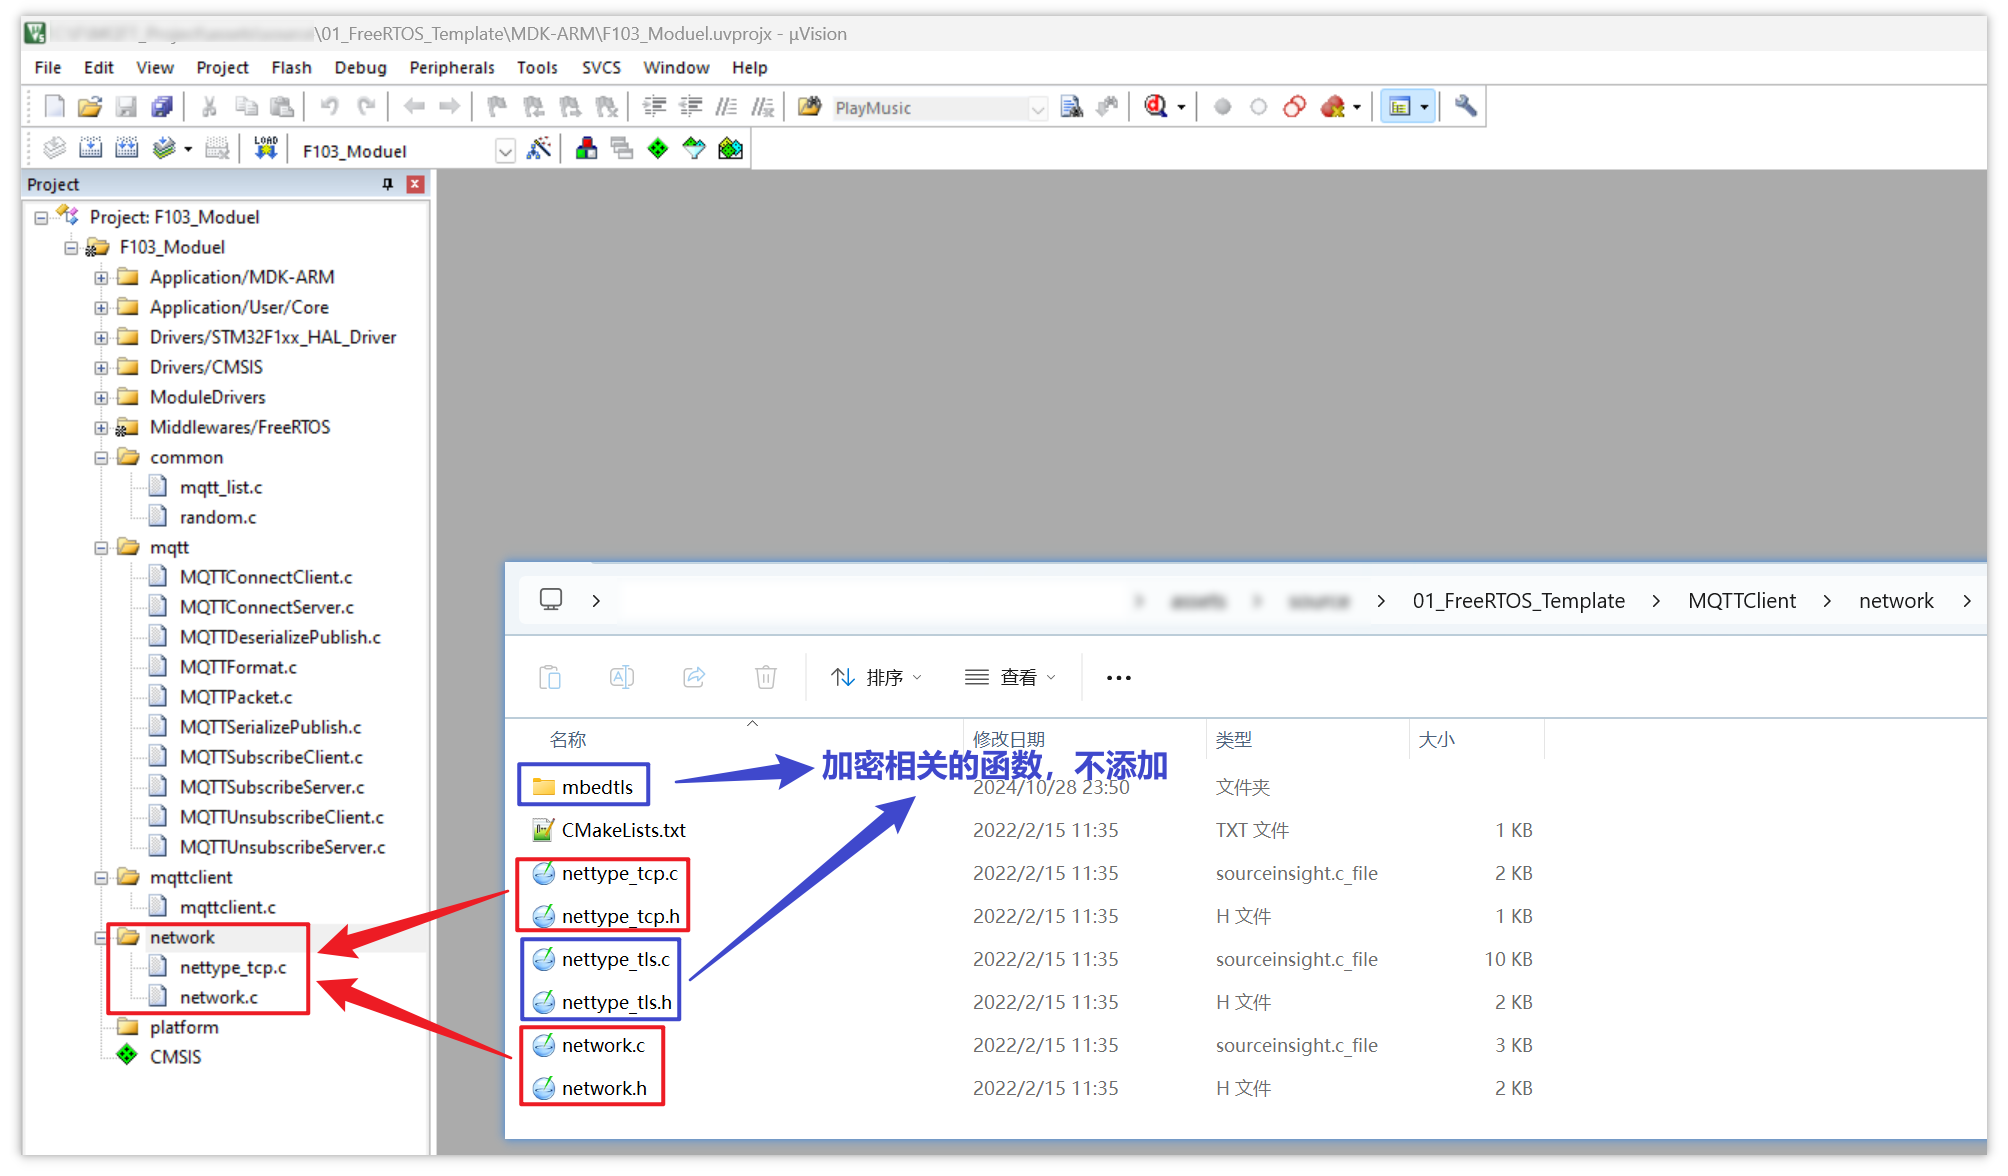 \01_FreeRTOS_Template\MDK-ARM\F103_Moduel.uvprojx - µVision
File Edit View Project Flash Debug Peripherals Tools SVCS Window Help
PlayMusic
LOAD F103_Moduel
Project
Project: F103_Moduel
F103_Moduel
Application/MDK-ARM
Application/User/Core
Drivers/STM32F1xx_HAL_Driver
Drivers/CMSIS
ModuleDrivers
Middlewares/FreeRTOS
common
mqtt_list.c
random.c
mqtt
MQTTConnectClient.c
MQTTConnectServer.c
MQTTDeserializePublish.c
MQTTFormat.c
MQTTPacket.c
MQTTSerializePublish.c
MQTTSubscribeClient.c
MQTTSubscribeServer.c
MQTTUnsubscribeClient.c
MQTTUnsubscribeServer.c
mqttclient
mqttclient.c
network
nettype_tcp.c
network.c
platform
CMSIS
assets > source > 01_FreeRTOS_Template > MQTTClient > network >
排序 查看 ...
名称 修改日期 类型 大小
加密相关的函数，不添加
mbedtls 2024/10/28 23:50 文件夹
CMakeLists.txt 2022/2/15 11:35 TXT 文件 1 KB
nettype_tcp.c 2022/2/15 11:35 sourceinsight.c_file 2 KB
nettype_tcp.h 2022/2/15 11:35 H 文件 1 KB
nettype_tls.c 2022/2/15 11:35 sourceinsight.c_file 10 KB
nettype_tls.h 2022/2/15 11:35 H 文件 2 KB
network.c 2022/2/15 11:35 sourceinsight.c_file 3 KB
network.h 2022/2/15 11:35 H 文件 2 KB